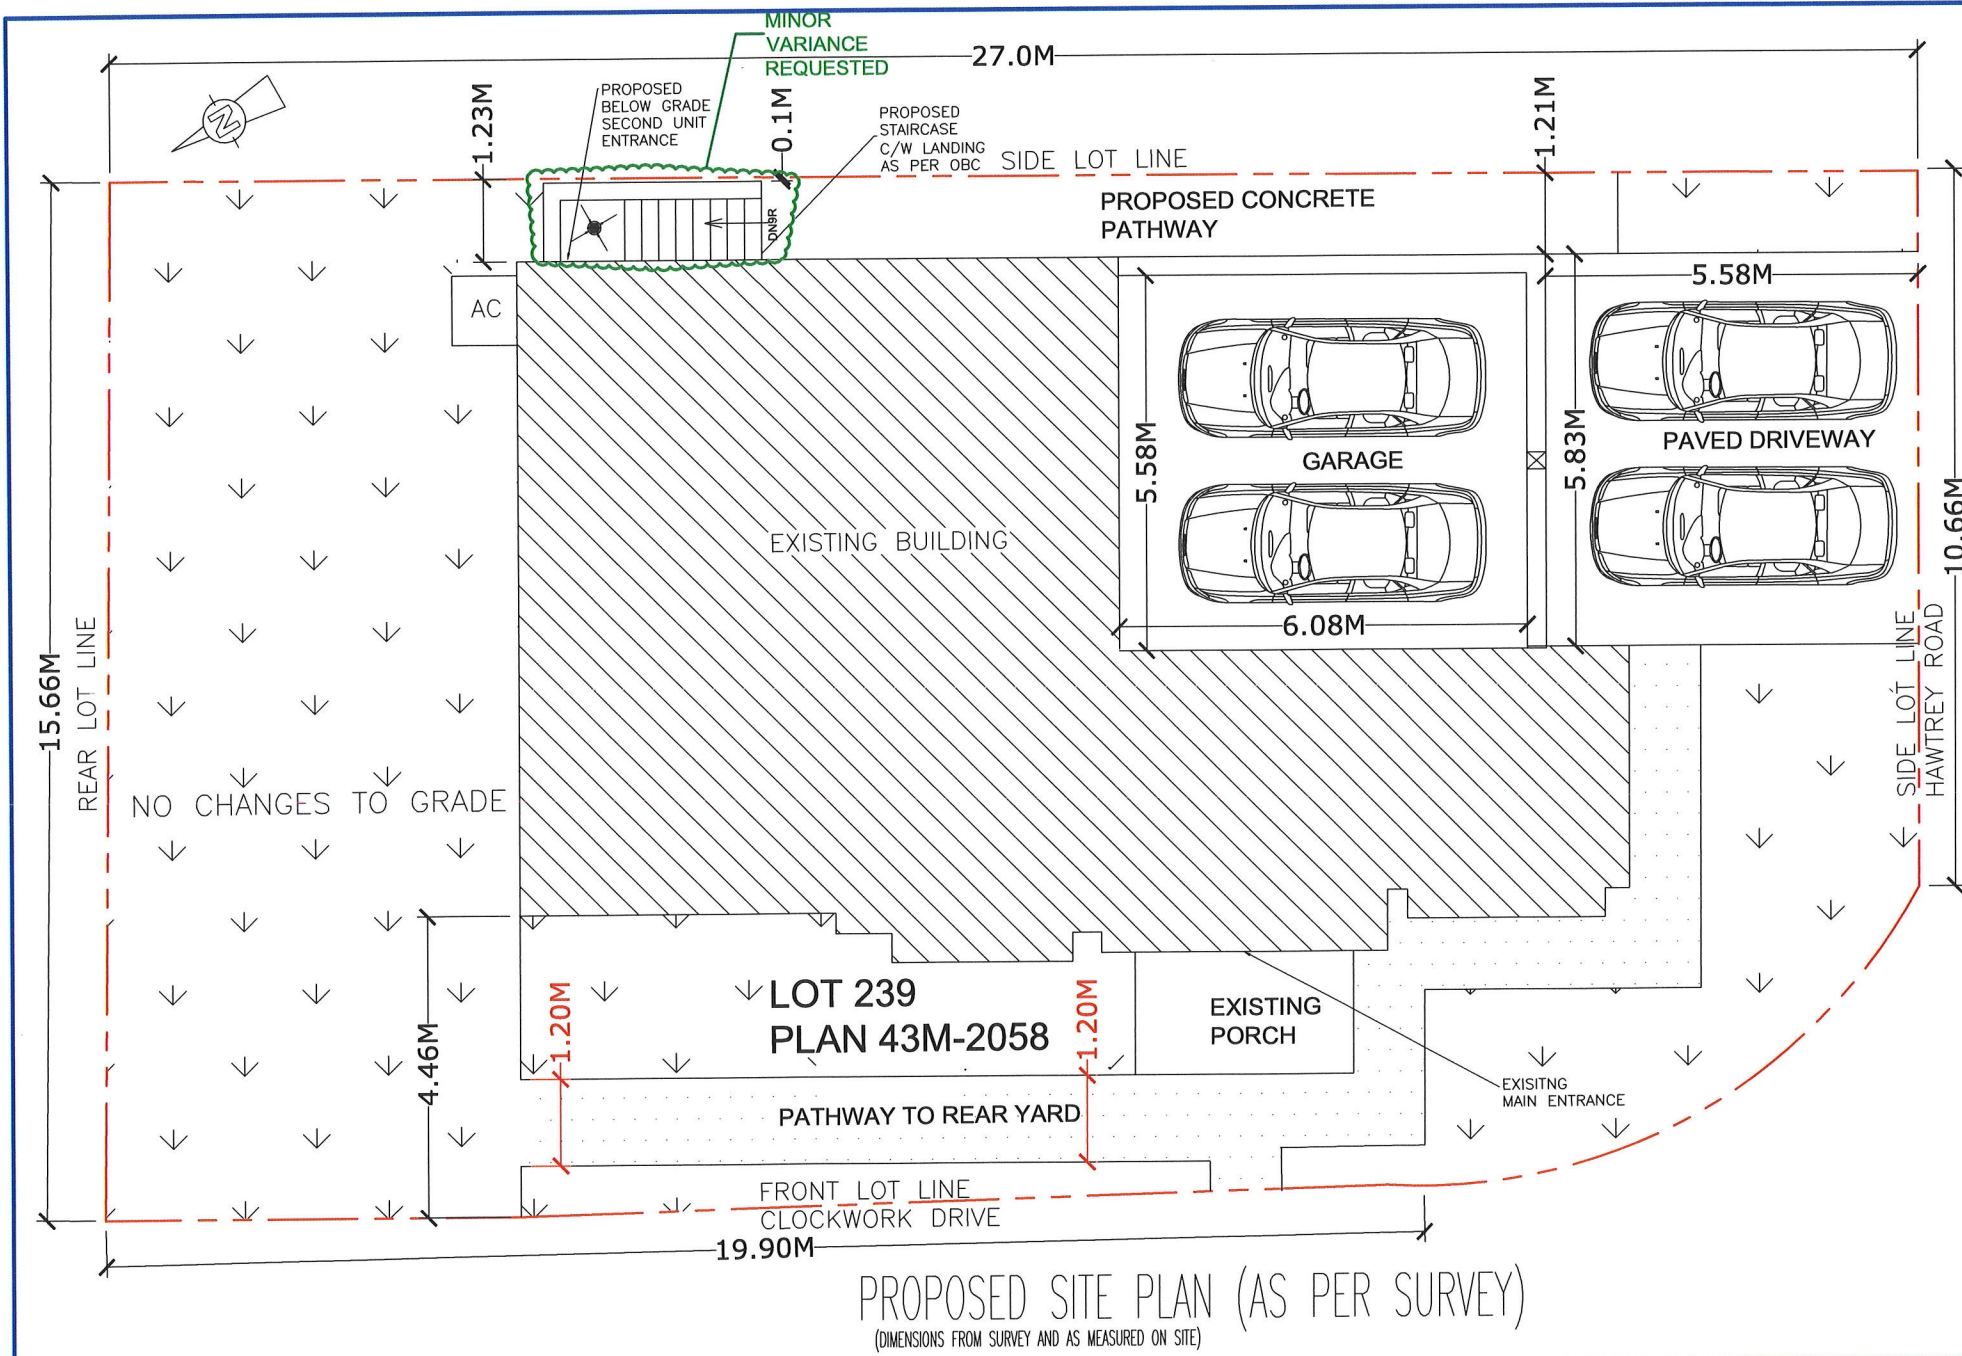 MINOR
VARIANCE
REQUESTED
27.0M
N
1.23M
PROPOSED
BELOW GRADE
SECOND UNIT
ENTRANCE
0.1M
PROPOSED
STAIRCASE
C/W LANDING
AS PER OBC
SIDE LOT LINE
1.21M
DN9R
PROPOSED CONCRETE
PATHWAY
AC
5.58M
5.58M
GARAGE
5.83M
PAVED DRIVEWAY
10.66M
EXISTING BUILDING
6.08M
SIDE LOT LINE
HAWTREY ROAD
15.66M
REAR LOT LINE
NO CHANGES TO GRADE
4.46M
1.20M
LOT 239
PLAN 43M-2058
1.20M
EXISTING
PORCH
EXISITNG
MAIN ENTRANCE
PATHWAY TO REAR YARD
FRONT LOT LINE
CLOCKWORK DRIVE
19.90M
PROPOSED SITE PLAN (AS PER SURVEY)
(DIMENSIONS FROM SURVEY AND AS MEASURED ON SITE)